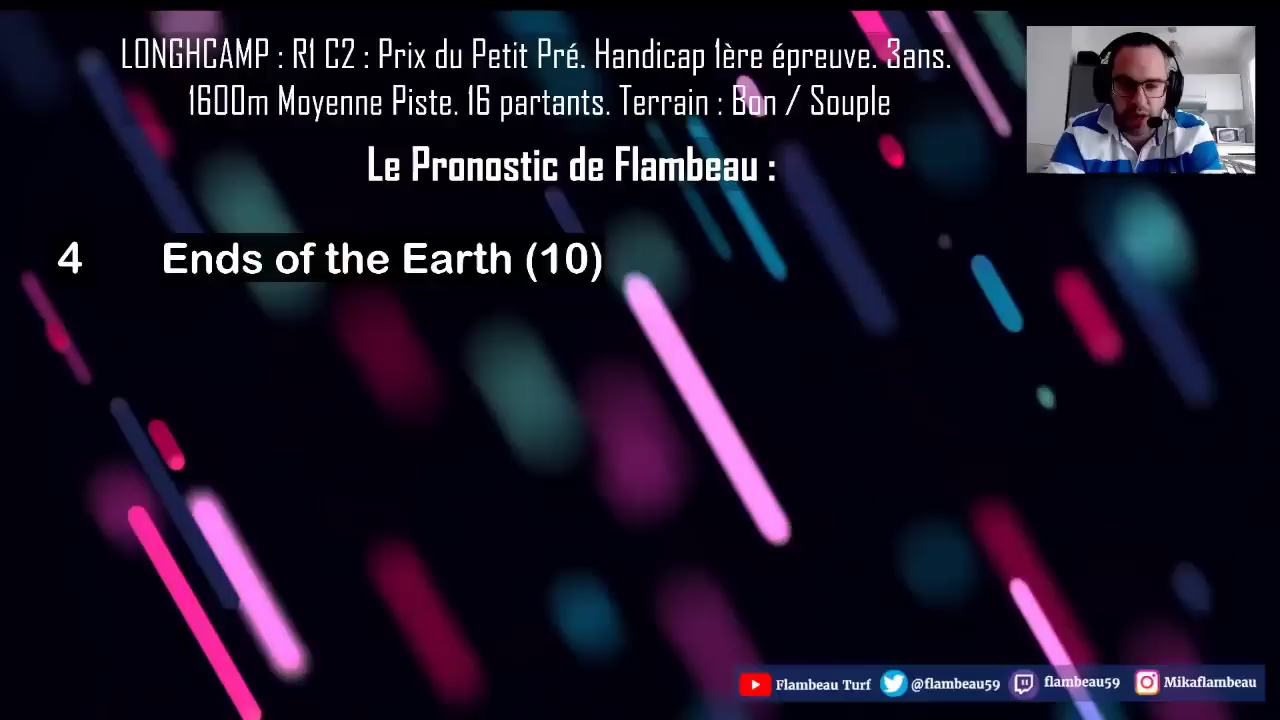 LONGHCAMP : R1 C2 : Prix du Petit Pré. Handicap 1ère épreuve. 3ans.
1600m Moyenne Piste. 16 partants. Terrain : Bon / Souple
Le Pronostic de Flambeau :
4 Ends of the Earth (10)
Flambeau Turf @flambeau59 flambeau59 Mikaflambeau